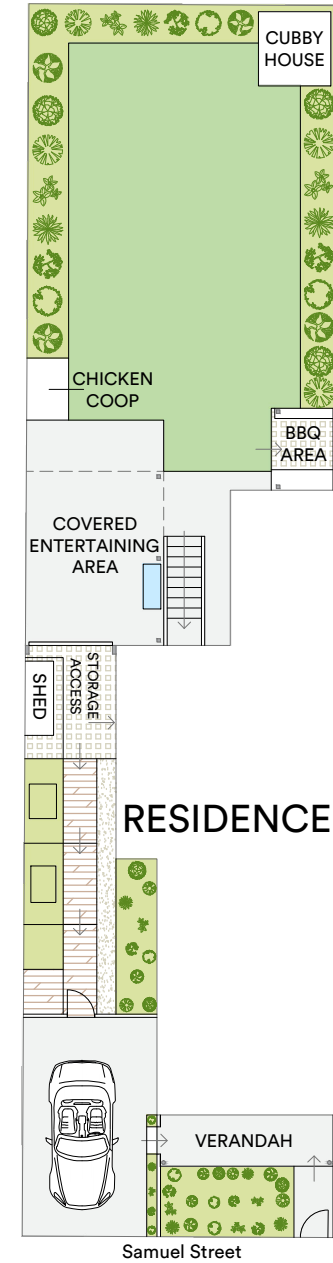 CUBBY
HOUSE
CHICKEN
COOP
BBQ
AREA
COVERED
ENTERTAINING
AREA
STORAGE
ACCESS
SHED
RESIDENCE
VERANDAH
Samuel Street